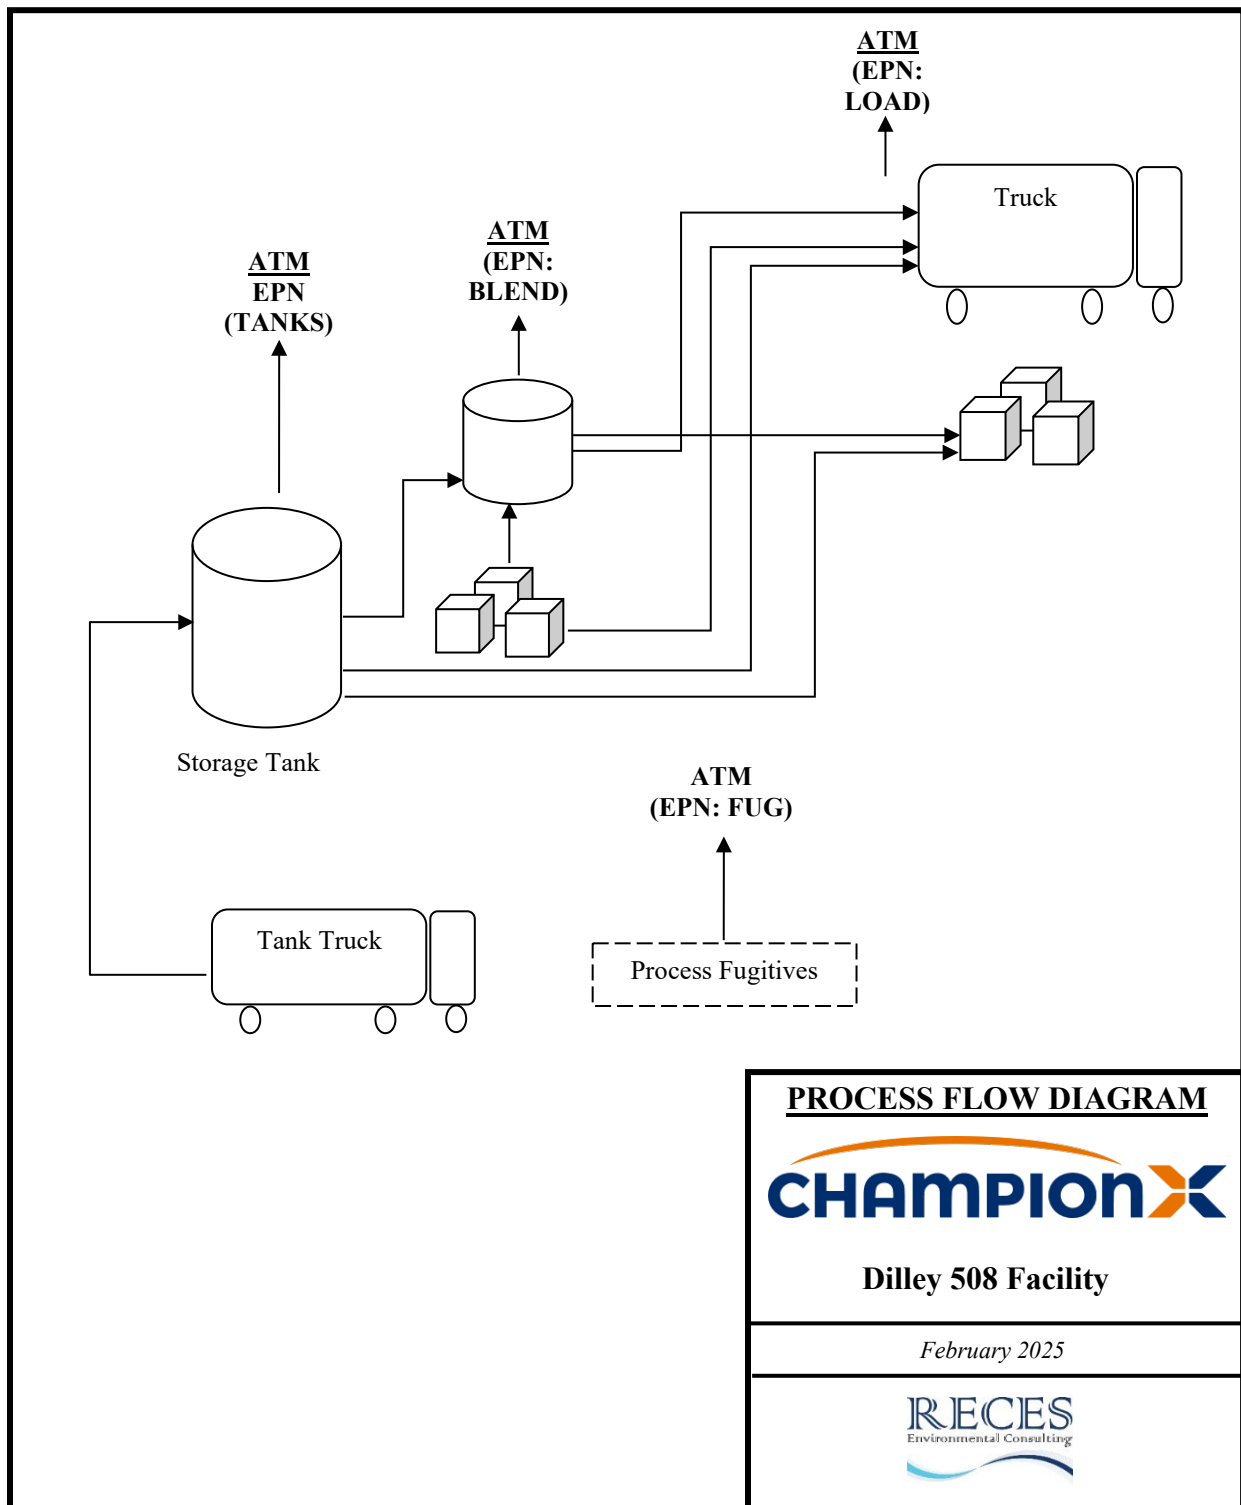 ATM
(EPN:
LOAD)
Truck
ATM
(EPN:
BLEND)
ATM
EPN
(TANKS)
Storage Tank
ATM
(EPN: FUG)
Tank Truck
Process Fugitives
PROCESS FLOW DIAGRAM
CHAMPIONX
Dilley 508 Facility
February 2025
RECES
Environmental Consulting